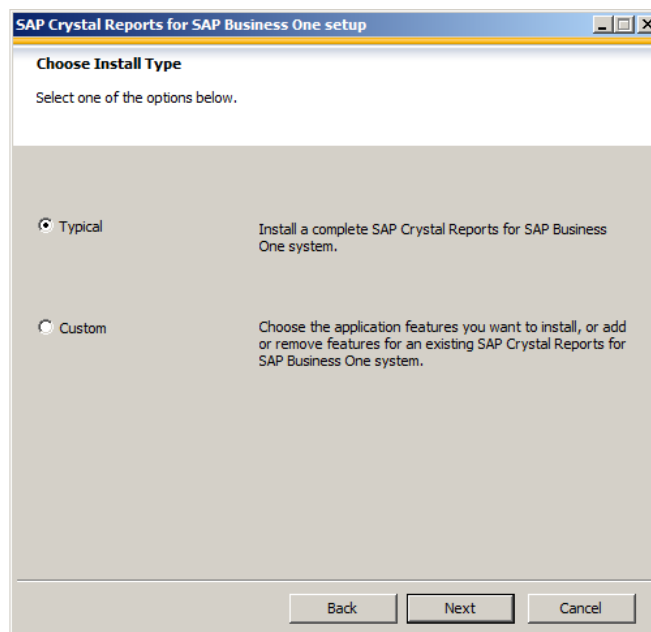 SAP Crystal Reports for SAP Business One setup
Choose Install Type
Select one of the options below.
Typical
Install a complete SAP Crystal Reports for SAP Business
One system.
Custom
Choose the application features you want to install, or add
or remove features for an existing SAP Crystal Reports for
SAP Business One system.
Back
Next
Cancel